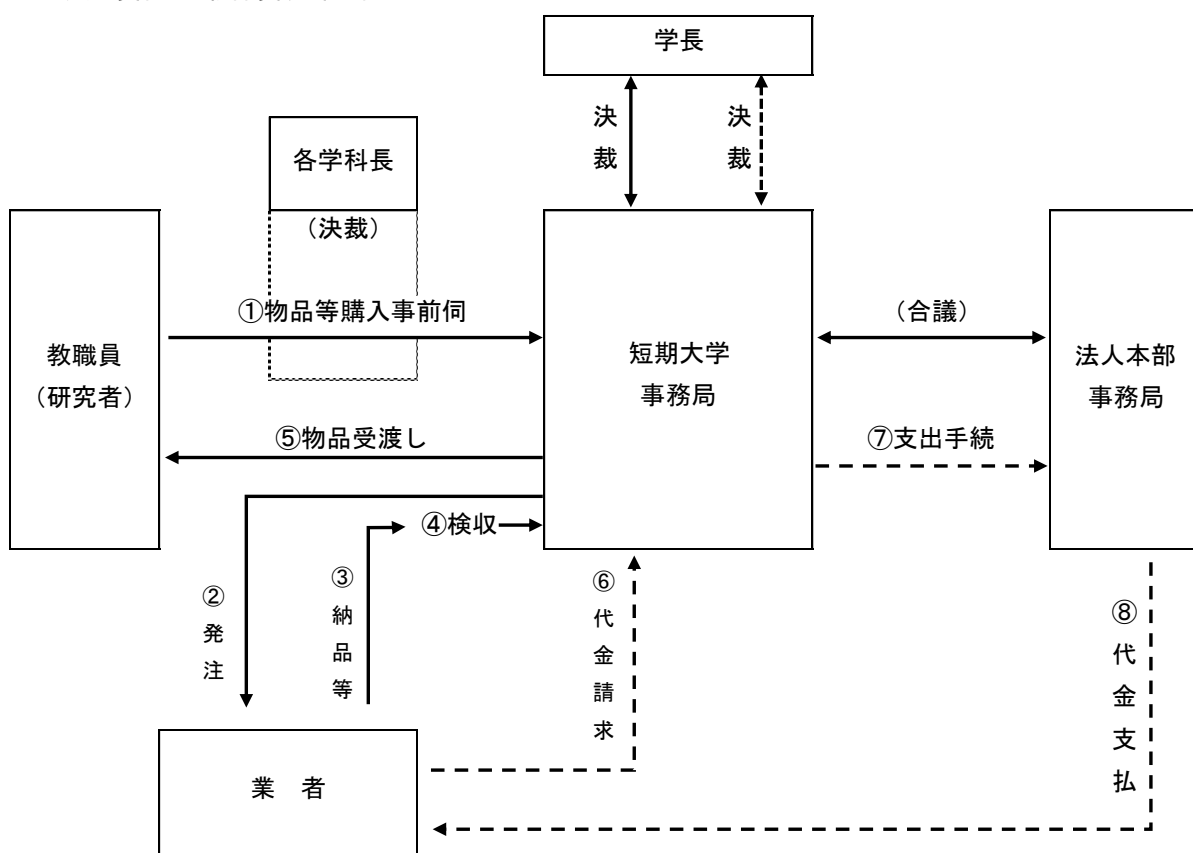 学長
決裁
決裁
各学科長
（決裁）
①物品等購入事前伺
（合議）
教職員
（研究者）
短期大学
事務局
法人本部
事務局
⑤物品受渡し
⑦支出手続
④検収
②発注
③納品等
⑥代金請求
⑧代金支払
業　者